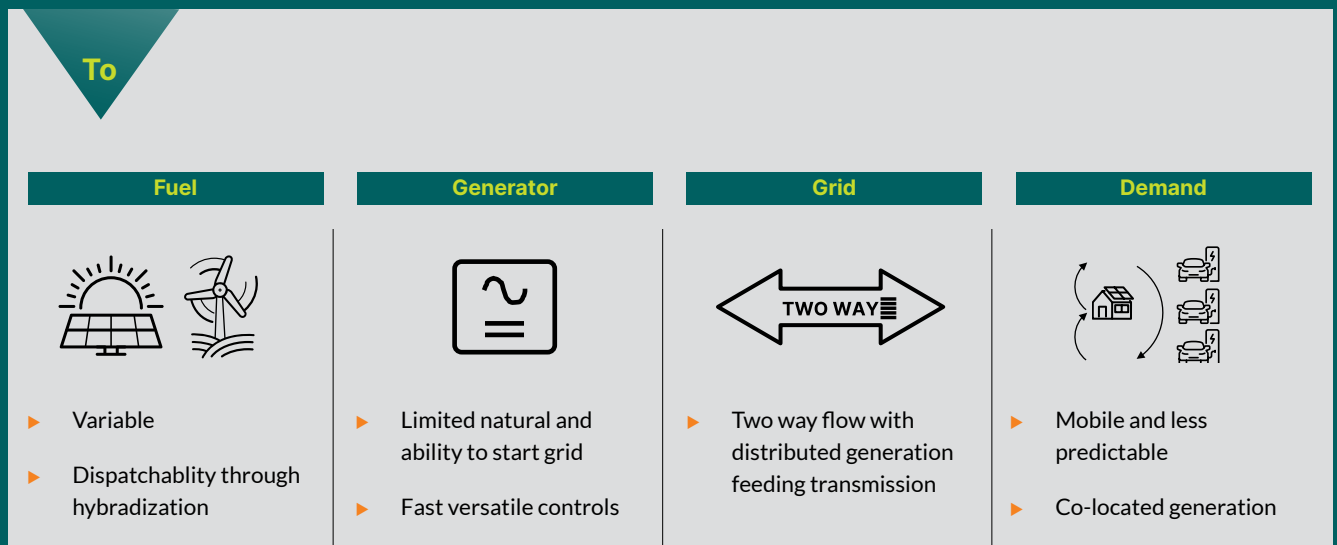 To
Fuel
Generator
Grid
Demand
TWO WAY
Variable
Dispatchablity through
hybradization
Limited natural and
ability to start grid
Fast versatile controls
Two way flow with
distributed generation
feeding transmission
Mobile and less
predictable
Co-located generation